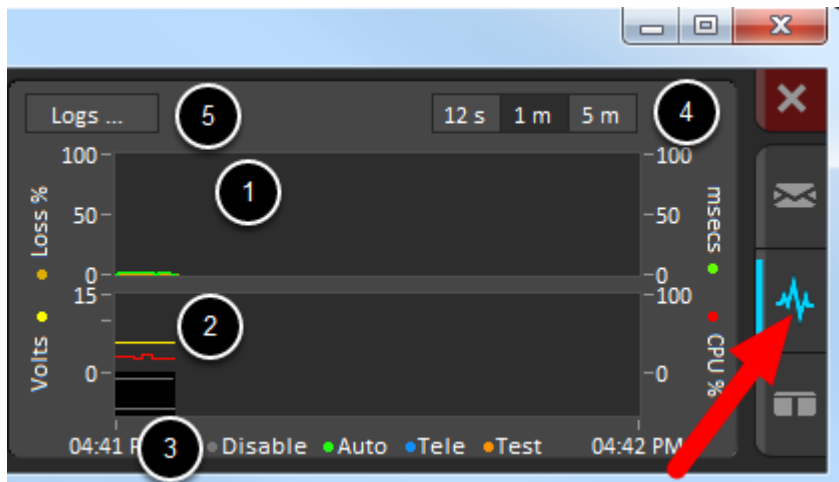 Logs ... 5 12 s 1 m 5 m 4
100 1 100
Loss % 50 50 msecs
0 0
15 2 100
Volts 0 0 CPU %
04:41 3 Disable Auto Tele Test 04:42 PM